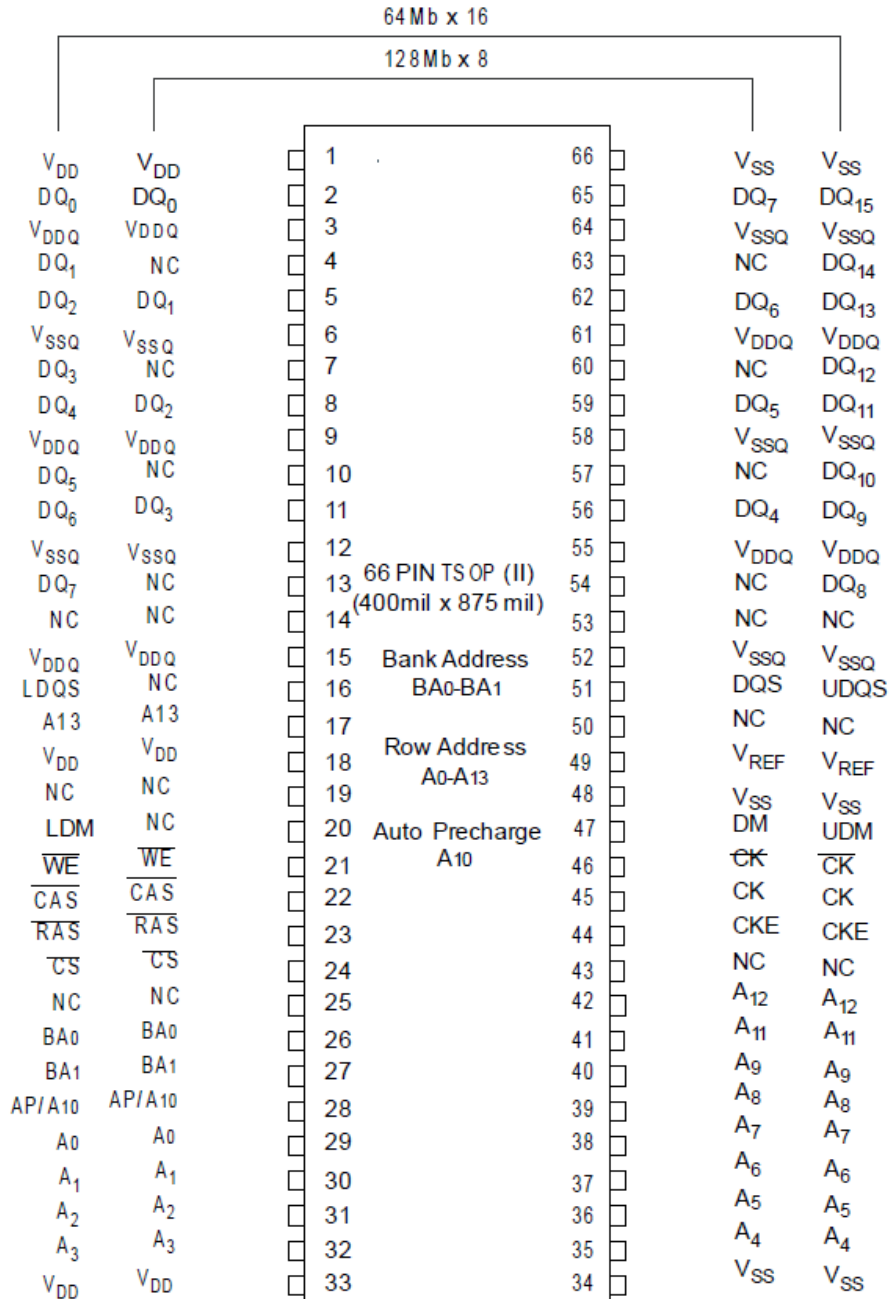 64Mb x 16
128Mb x 8
VDD VDD 1 66 VSS VSS
DQ0 DQ0 2 65 DQ7 DQ15
VDDQ VDDQ 3 64 VSSQ VSSQ
DQ1 NC 4 63 NC DQ14
DQ2 DQ1 5 62 DQ6 DQ13
VSSQ VSSQ 6 61 VDDQ VDDQ
DQ3 NC 7 60 NC DQ12
DQ4 DQ2 8 59 DQ5 DQ11
VDDQ VDDQ 9 58 VSSQ VSSQ
DQ5 NC 10 57 NC DQ10
DQ6 DQ3 11 56 DQ4 DQ9
VSSQ VSSQ 12 55 VDDQ VDDQ
DQ7 NC 13 66 PIN TSOP (II) 54 NC DQ8
NC NC 14 (400mil x 875 mil) 53 NC NC
VDDQ VDDQ 15 Bank Address 52 VSSQ VSSQ
LDQS NC 16 BA0-BA1 51 DQS UDQS
A13 A13 17 50 NC NC
VDD VDD 18 Row Address 49 VREF VREF
A0-A13
NC NC 19 48 VSS VSS
LDM NC 20 Auto Precharge 47 DM UDM
WE WE 21 A10 46 CK CK
CAS CAS 22 45 CK CK
RAS RAS 23 44 CKE CKE
CS CS 24 43 NC NC
NC NC 25 42 A12 A12
BA0 BA0 26 41 A11 A11
BA1 BA1 27 40 A9 A9
AP/A10 AP/A10 28 39 A8 A8
A0 A0 29 38 A7 A7
A1 A1 30 37 A6 A6
A2 A2 31 36 A5 A5
A3 A3 32 35 A4 A4
VDD VDD 33 34 VSS VSS